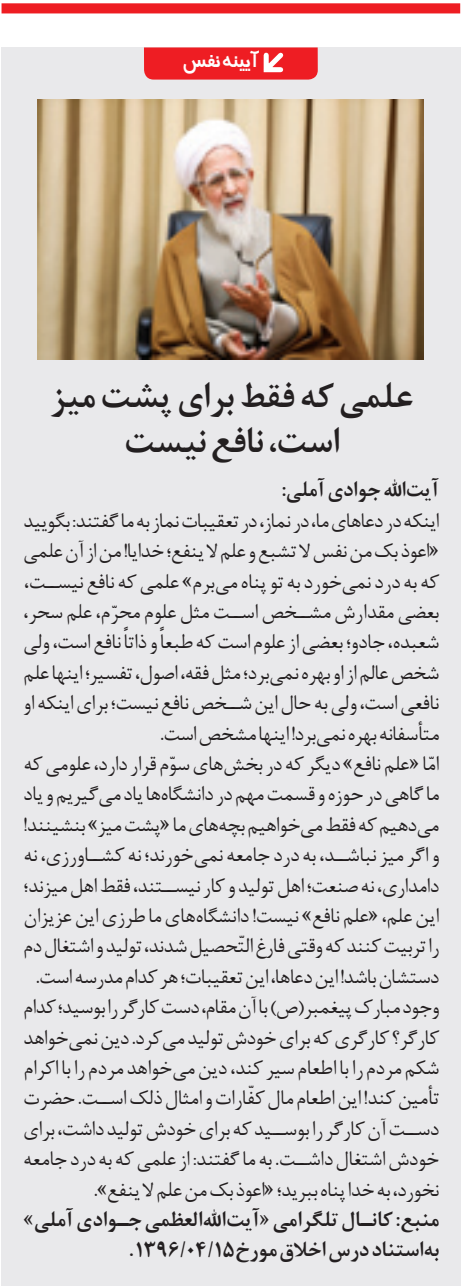 آیینه نفس
علمی که فقط برای پشت میز
است، نافع نیست
آیت‌الله جوادی آملی:
اینکه در دعاهای ما، در نماز، در تعقیبات نماز به ما گفتند: بگویید
«اعوذ بک من نفس لا تشبع و علم لا ینفع؛ خدایا! من از آن علمی
که به درد نمی‌خورد به تو پناه می‌برم» علمی که نافع نیست،
بعضی مقدارش مشخص است مثل علوم محرّم، علم سحر،
شعبده، جادو؛ بعضی از علوم است که طبعاً و ذاتاً نافع است، ولی
شخص عالم از او بهره نمی‌برد؛ مثل فقه، اصول، تفسیر؛ اینها علم
نافعی است، ولی به حال این شخص نافع نیست؛ برای اینکه او
متأسفانه بهره نمی‌برد! اینها مشخص است.
امّا «علم نافع» دیگر که در بخش‌های سوّم قرار دارد، علومی که
ما گاهی در حوزه و قسمت مهم در دانشگاه‌ها یاد می‌گیریم و یاد
می‌دهیم که فقط می‌خواهیم بچه‌های ما «پشت میز» بنشینند!
و اگر میز نباشد، به درد جامعه نمی‌خورند؛ نه کشاورزی، نه
دامداری، نه صنعت؛ اهل تولید و کار نیستند، فقط اهل میزند؛
این علم، «علم نافع» نیست! دانشگاه‌های ما طرزی این عزیزان
را تربیت کنند که وقتی فارغ التّحصیل شدند، تولید و اشتغال دم
دستشان باشد! این دعاها، این تعقیبات؛ هر کدام مدرسه است.
وجود مبارک پیغمبر(ص) با آن مقام، دست کارگر را بوسید؛ کدام
کارگر؟ کارگری که برای خودش تولید می‌کرد. دین نمی‌خواهد
شکم مردم را با اطعام سیر کند، دین می‌خواهد مردم را با اکرام
تأمین کند! این اطعام مال کفّارات و امثال ذلک است. حضرت
دست آن کارگر را بوسید که برای خودش تولید داشت، برای
خودش اشتغال داشت. به ما گفتند: از علمی که به درد جامعه
نخورد، به خدا پناه ببرید؛ «اعوذ بک من علم لا ینفع».
منبع: کانال تلگرامی «آیت‌الله‌العظمی جوادی آملی»
به‌استناد درس اخلاق مورخ ۱۳۹۶/۰۴/۱۵.